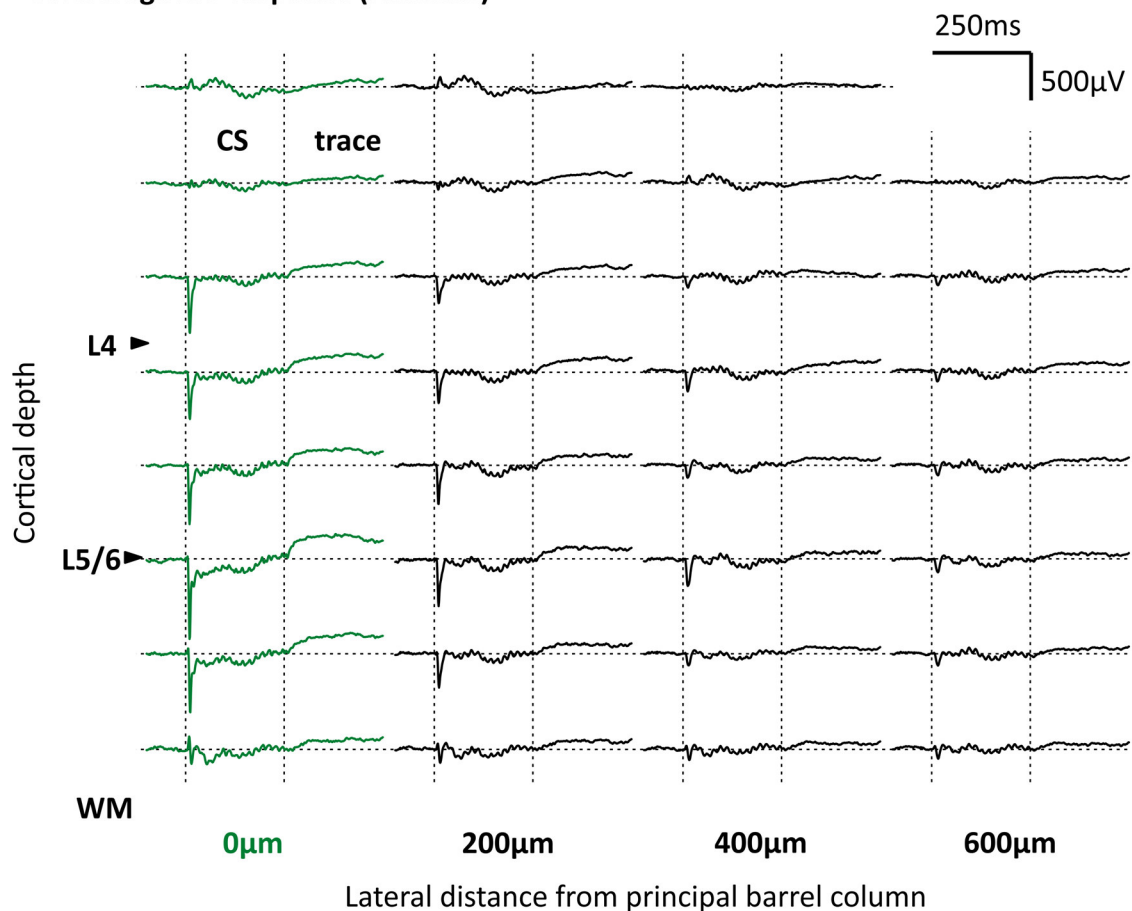 250ms
500µV
CS trace
L4
Cortical depth
L5/6
WM
0µm 200µm 400µm 600µm
Lateral distance from principal barrel column